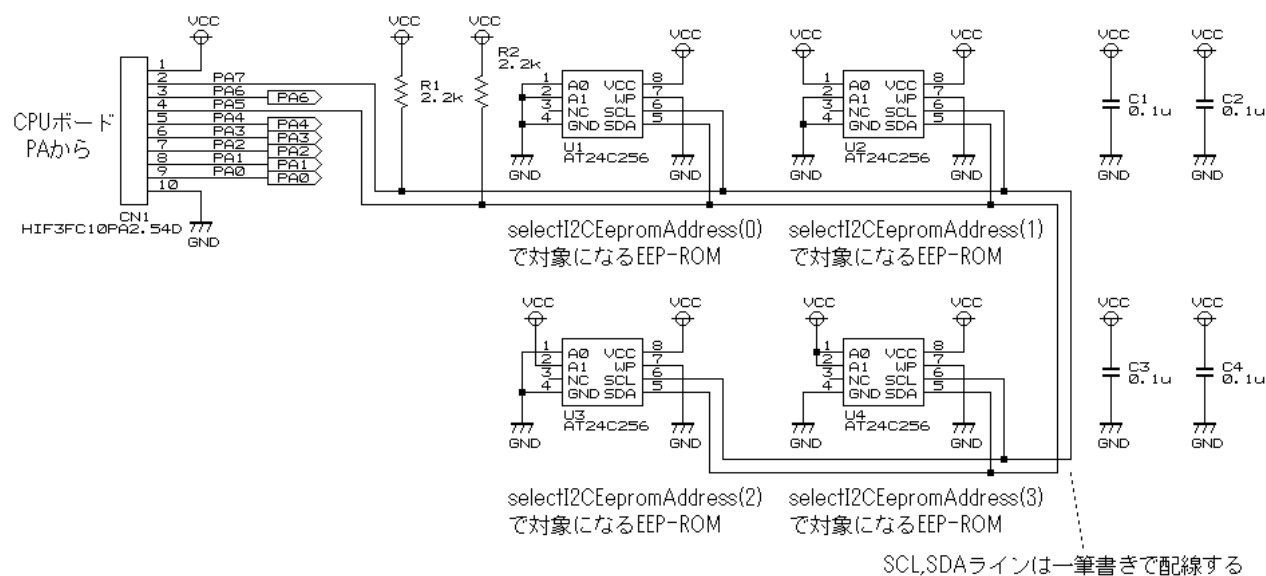 VCC
VCC
VCC
VCC
VCC
VCC
VCC
VCC
VCC
CPUボード
PAから
1
2 PA7
3 PA6 PA6
4 PA5
5 PA4 PA4
6 PA3 PA3
7 PA2 PA2
8 PA1 PA1
9 PA0 PA0
10
CN1
HIF3FC10PA2.54D
GND
R1
2.2k
R2
2.2k
1 A0 VCC 8
2 A1 WP 7
3 NC SCL 6
4 GND SDA 5
U1
AT24C256
GND
GND
1 A0 VCC 8
2 A1 WP 7
3 NC SCL 6
4 GND SDA 5
U2
AT24C256
GND
GND
C1
0.1u
GND
C2
0.1u
GND
selectI2CEepromAddress(0)
で対象になるEEP-ROM
selectI2CEepromAddress(1)
で対象になるEEP-ROM
VCC
VCC
VCC
VCC
VCC
VCC
1 A0 VCC 8
2 A1 WP 7
3 NC SCL 6
4 GND SDA 5
U3
AT24C256
GND
GND
1 A0 VCC 8
2 A1 WP 7
3 NC SCL 6
4 GND SDA 5
U4
AT24C256
GND
GND
C3
0.1u
GND
C4
0.1u
GND
selectI2CEepromAddress(2)
で対象になるEEP-ROM
selectI2CEepromAddress(3)
で対象になるEEP-ROM
SCL,SDAラインは一筆書きで配線する